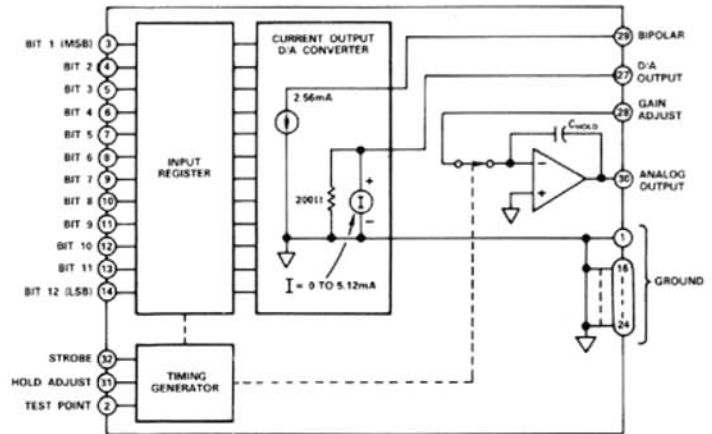 BIT 1 (MSB) 3
BIT 2 4
BIT 3 5
BIT 4 6
BIT 5 7
BIT 6 8
BIT 7 9
BIT 8 10
BIT 9 11
BIT 10 12
BIT 11 13
BIT 12 (LSB) 14
STROBE 32
HOLD ADJUST 31
TEST POINT 2
INPUT
REGISTER
TIMING
GENERATOR
CURRENT OUTPUT
D/A CONVERTER
2.56mA
200Ω
+
I
−
I = 0 TO 5.12mA
CHOLD
−
+
29 BIPOLAR
27 D/A
OUTPUT
28 GAIN
ADJUST
30 ANALOG
OUTPUT
1
16
24
GROUND